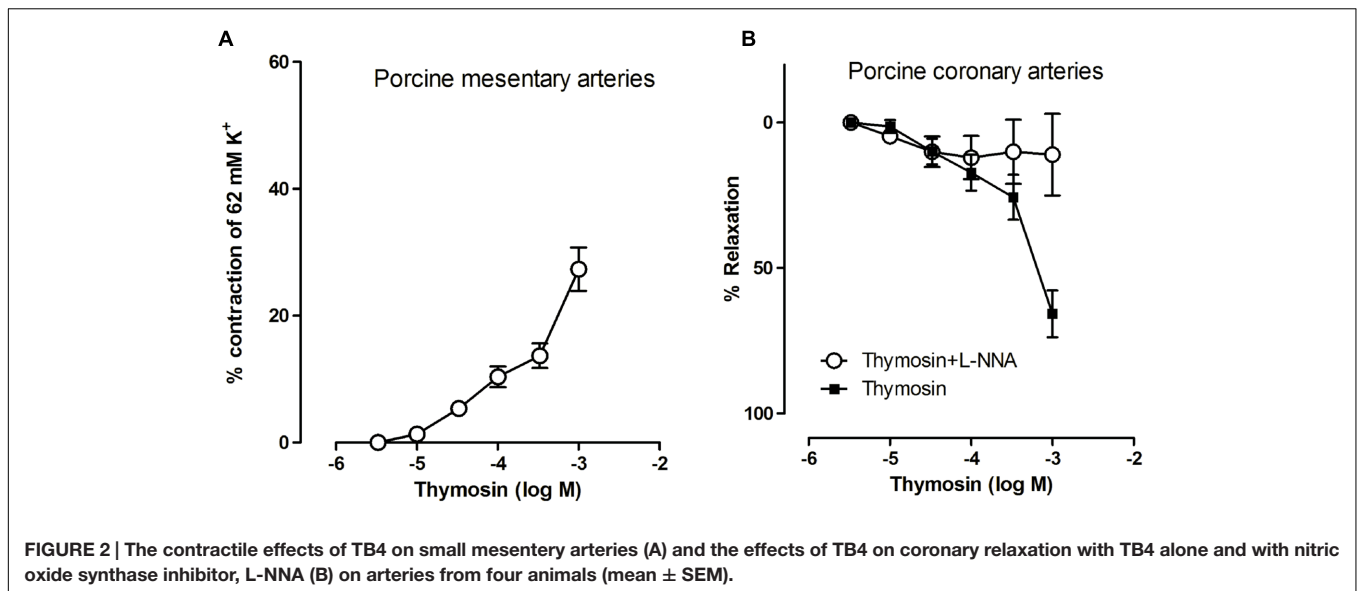 A
Porcine mesentary arteries
% contraction of 62 mM K⁺
60
40
20
0
-6 -5 -4 -3 -2
Thymosin (log M)
B
Porcine coronary arteries
% Relaxation
0
50
100
Thymosin+L-NNA
Thymosin
-6 -5 -4 -3 -2
Thymosin (log M)
FIGURE 2 | The contractile effects of TB4 on small mesentery arteries (A) and the effects of TB4 on coronary relaxation with TB4 alone and with nitric
oxide synthase inhibitor, L-NNA (B) on arteries from four animals (mean ± SEM).